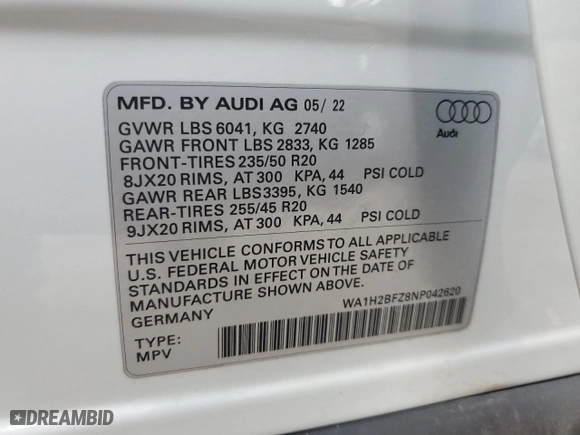 MFD. BY AUDI AG 05/ 22
GVWR LBS 6041, KG 2740
GAWR FRONT LBS 2833, KG 1285
FRONT-TIRES 235/50 R20
8JX20 RIMS, AT 300 KPA, 44 PSI COLD
GAWR REAR LBS3395, KG 1540
REAR-TIRES 255/45 R20
9JX20 RIMS, AT 300 KPA, 44 PSI COLD
Audi
THIS VEHICLE CONFORMS TO ALL APPLICABLE
U.S. FEDERAL MOTOR VEHICLE SAFETY
STANDARDS IN EFFECT ON THE DATE OF
MANUFACTURE SHOWN ABOVE.
GERMANY
WA1H2BFZ8NP042620
TYPE:
MPV
DREAMBID